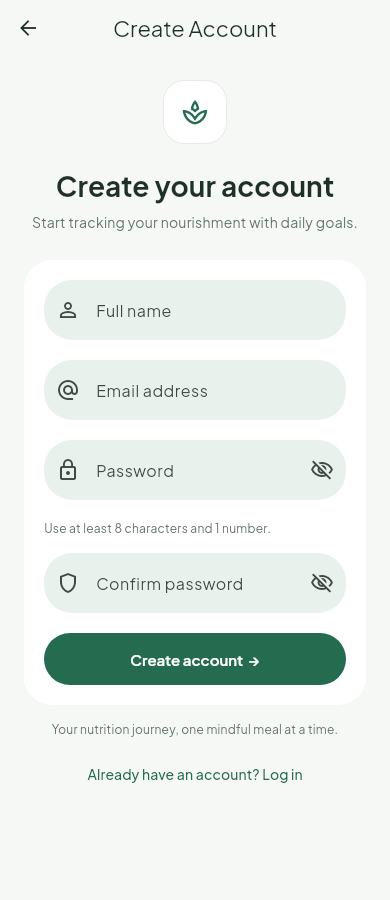 Create Account
Create your account
Start tracking your nourishment with daily goals.
Full name
Email address
Password
Use at least 8 characters and 1 number.
Confirm password
Create account →
Your nutrition journey, one mindful meal at a time.
Already have an account? Log in